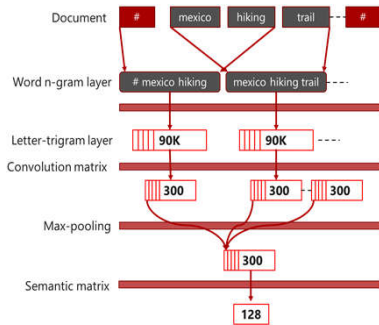 Document # mexico hiking trail #
Word n-gram layer # mexico hiking mexico hiking trail
Letter-trigram layer 90K 90K
Convolution matrix
300 300 300
Max-pooling
300
Semantic matrix
128